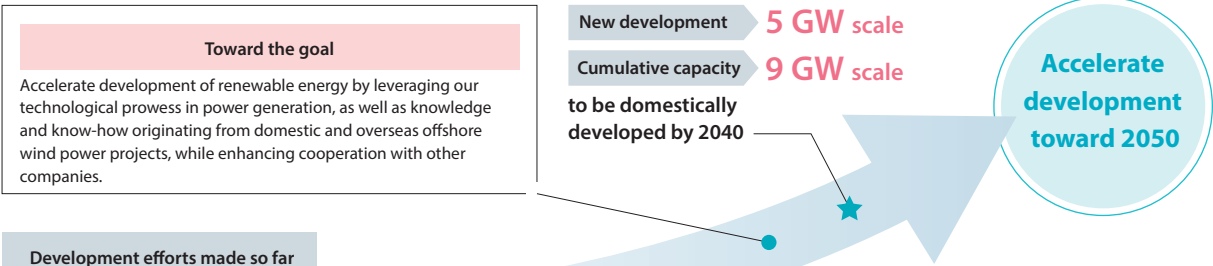 Toward the goal
Accelerate development of renewable energy by leveraging our
technological prowess in power generation, as well as knowledge
and know-how originating from domestic and overseas offshore
wind power projects, while enhancing cooperation with other
companies.
New development 5 GW scale
Cumulative capacity 9 GW scale
to be domestically
developed by 2040
Accelerate
development
toward 2050
Development efforts made so far